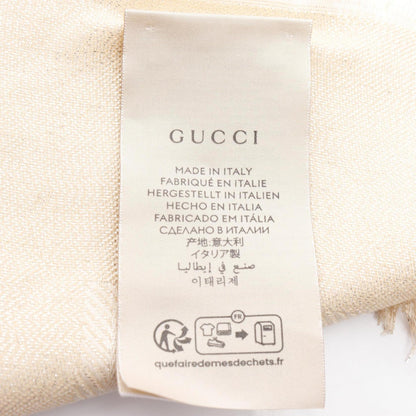 GUCCI
MADE IN ITALY
FABRIQUÉ EN ITALIE
HERGESTELLT IN ITALIEN
HECHO EN ITALIA
FABRICADO EM ITÁLIA
СДЕЛАНО В ИТАЛИИ
产地:意大利
イタリア製
صنع في إيطاليا
이태리제
FR
quefairedemesdechets.fr